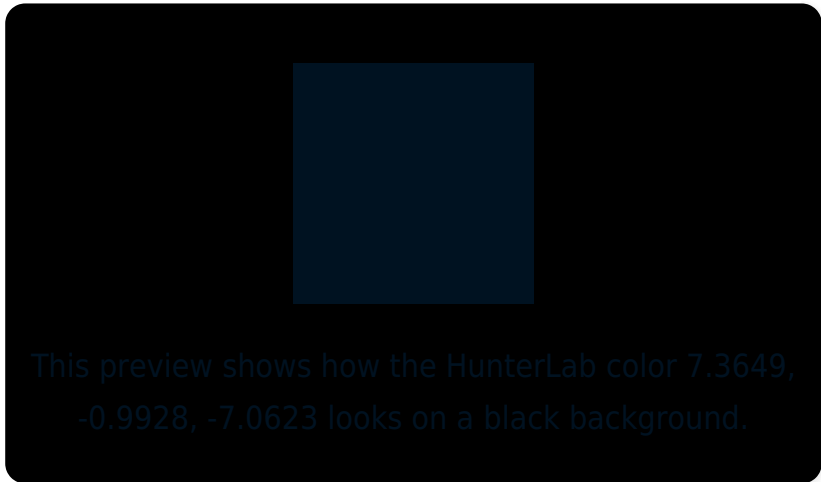 This preview shows how the HunterLab color 7.3649,
-0.9928, -7.0623 looks on a black background.